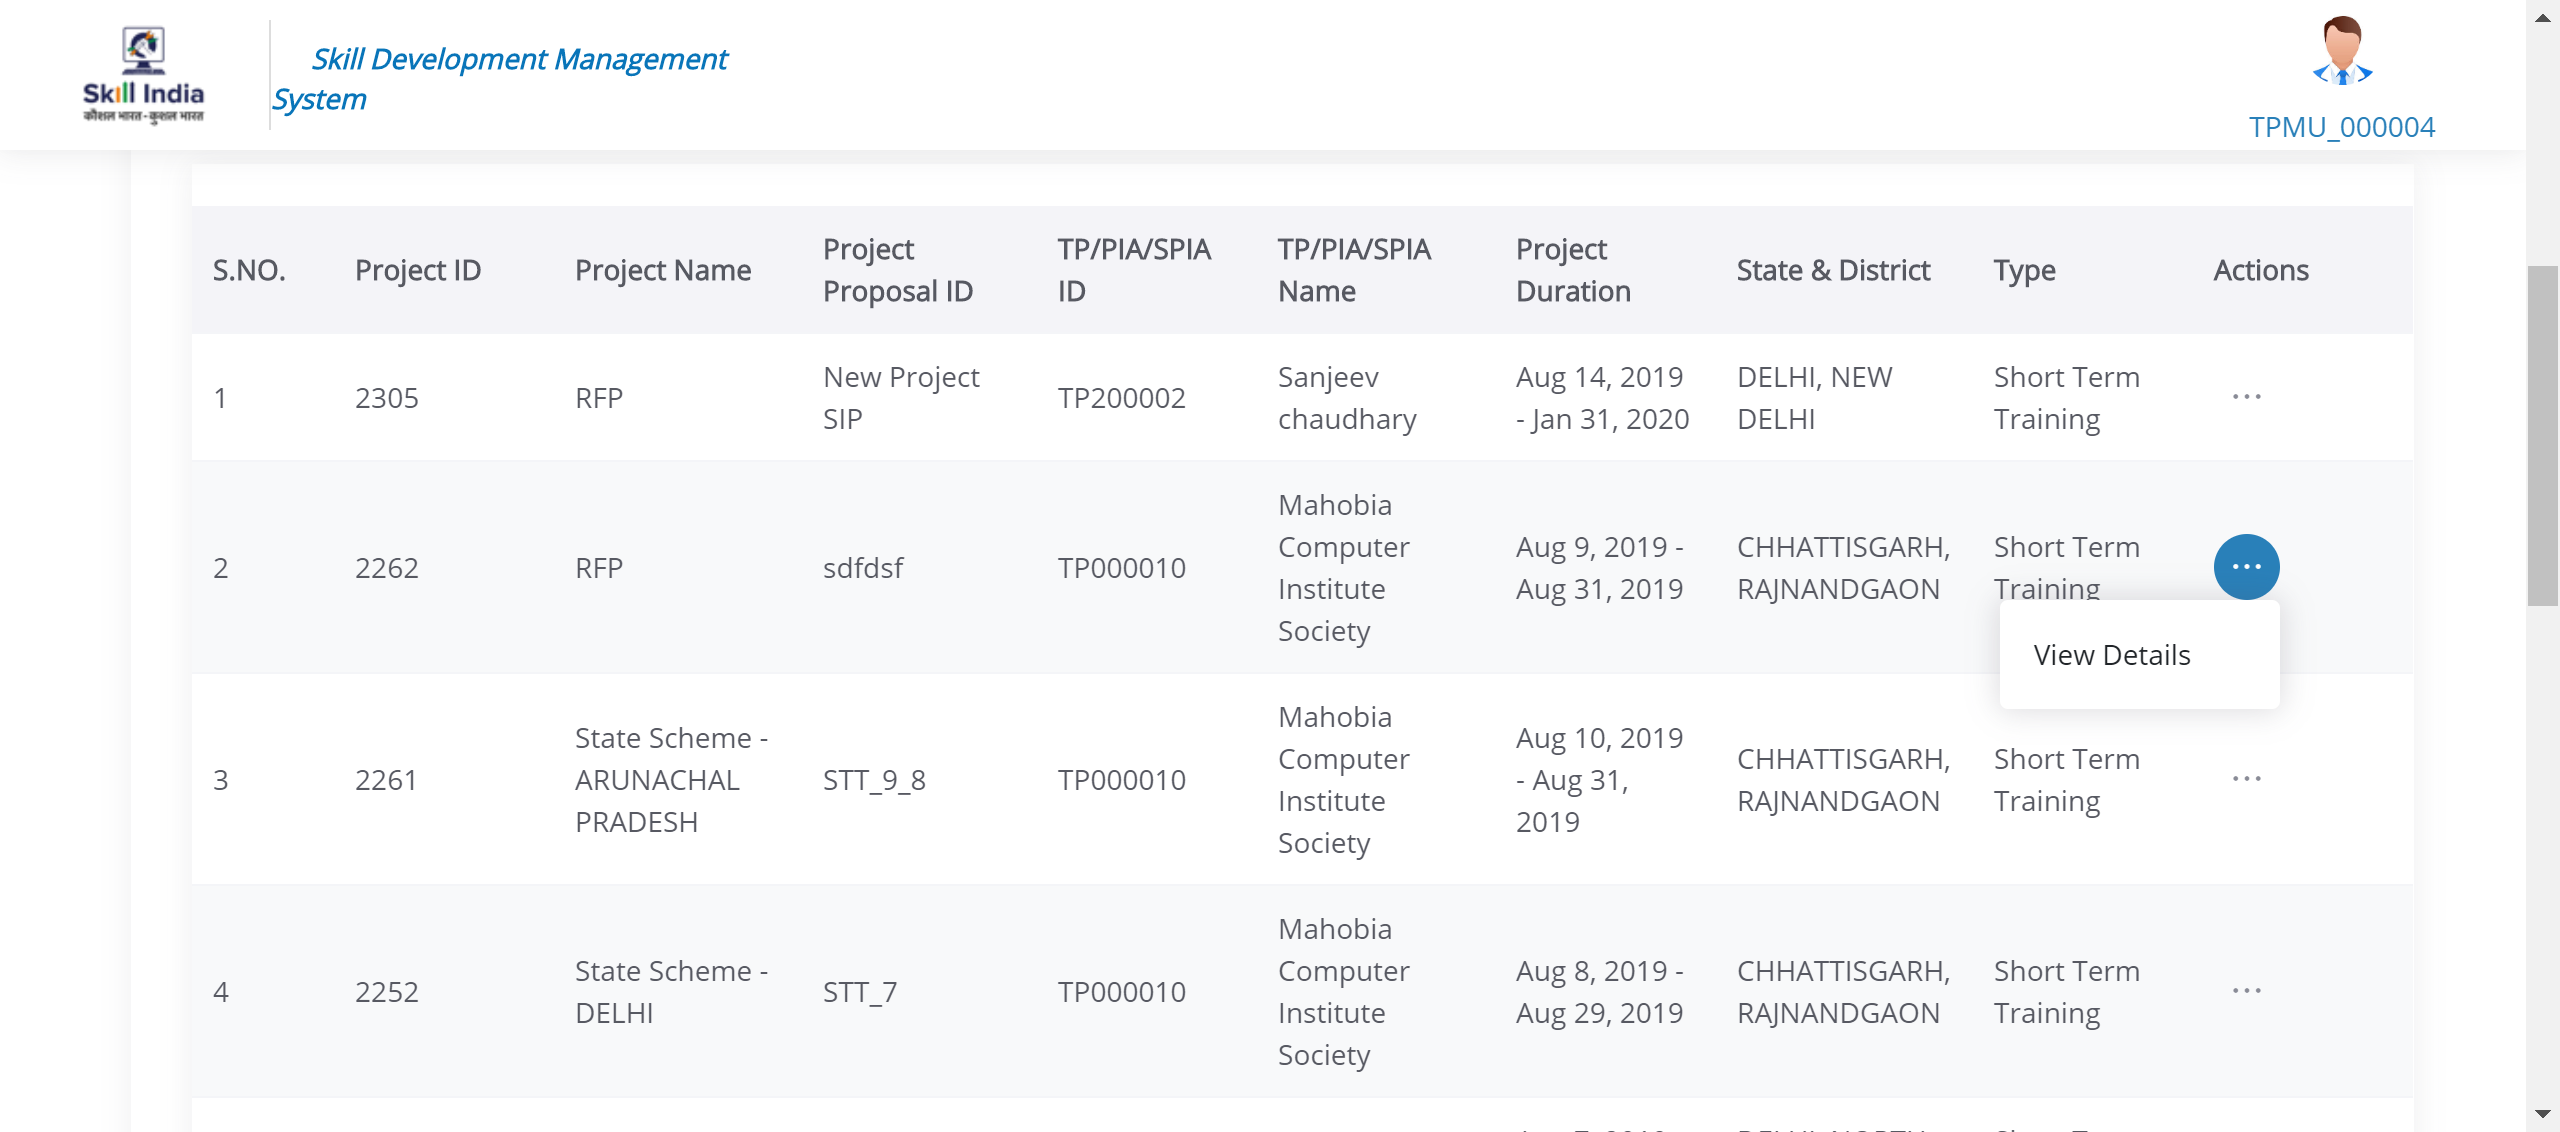 Skill India
कौशल भारत - कुशल भारत
Skill Development Management
System
TPMU_000004
S.NO.
Project ID
Project Name
Project
Proposal ID
TP/PIA/SPIA
ID
TP/PIA/SPIA
Name
Project
Duration
State & District
Type
Actions
1
2305
RFP
New Project
SIP
TP200002
Sanjeev
chaudhary
Aug 14, 2019
- Jan 31, 2020
DELHI, NEW
DELHI
Short Term
Training
...
2
2262
RFP
sdfdsf
TP000010
Mahobia
Computer
Institute
Society
Aug 9, 2019 -
Aug 31, 2019
CHHATTISGARH,
RAJNANDGAON
Short Term
Training
...
View Details
3
2261
State Scheme -
ARUNACHAL
PRADESH
STT_9_8
TP000010
Mahobia
Computer
Institute
Society
Aug 10, 2019
- Aug 31,
2019
CHHATTISGARH,
RAJNANDGAON
Short Term
Training
...
4
2252
State Scheme -
DELHI
STT_7
TP000010
Mahobia
Computer
Institute
Society
Aug 8, 2019 -
Aug 29, 2019
CHHATTISGARH,
RAJNANDGAON
Short Term
Training
...